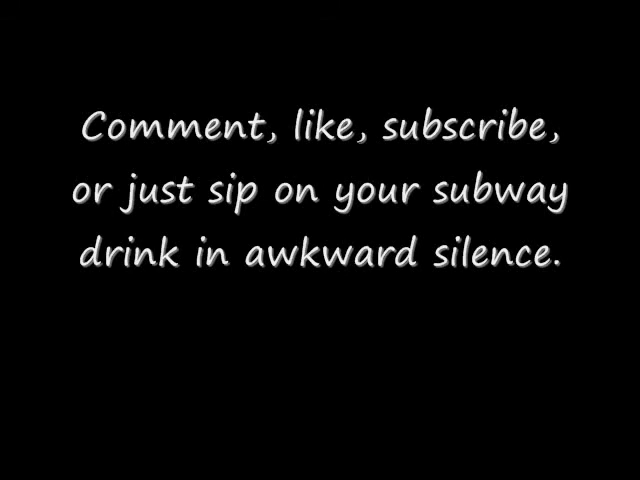 Comment, like, subscribe,
or just sip on your subway
drink in awkward silence.